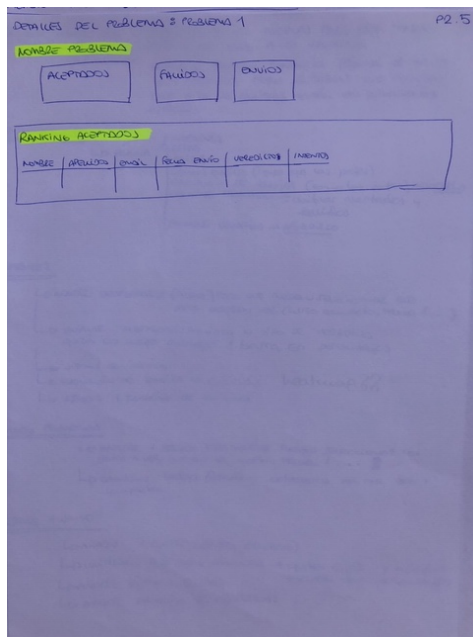 DETALLES DEL PROBLEMA : PROBLEMA 1
P2.5
NOMBRE PROBLEMA
ACEPTADOS FALLIDOS ENVIOS
RANKING ACEPTADOS
NOMBRE APELLIDOS EMAIL FECHA ENVÍO VEREDICTO INTENTOS